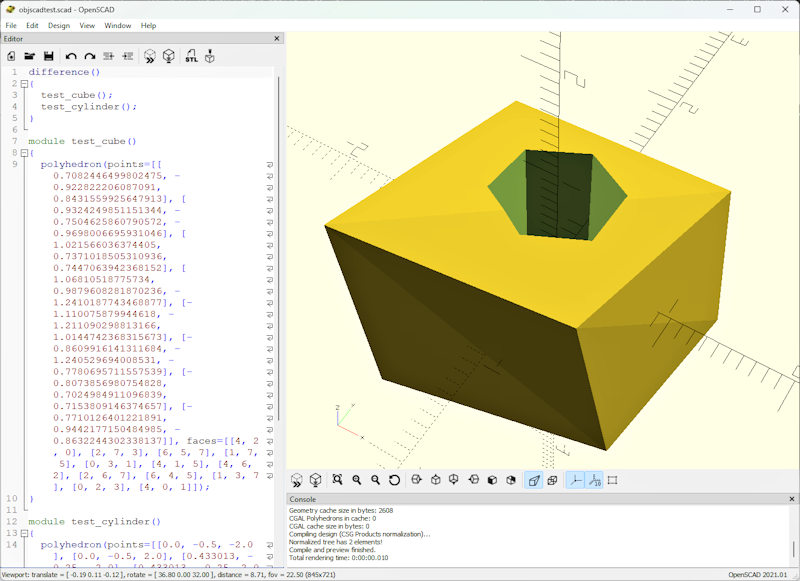 objscadtest.scad - OpenSCAD
File Edit Design View Window Help
Editor
STL
1 difference()
2 {
3 test_cube();
4 test_cylinder();
5 }
6
7 module test_cube()
8 {
9 polyhedron(points=[[
0.7082446499802475, -
0.922822206087091,
0.8431559925647913], [
0.9324249851151344, -
0.7504625860790572, -
0.9698006695931046], [
1.021566036374405,
0.7371018505310936,
0.7447063942368152], [
1.06810518775734,
0.9879608281870236, -
1.2410187743468877], [-
1.110075879944618, -
1.211090298813166,
1.0144742368315673], [-
0.8609916141311684, -
1.240529694008531, -
0.7780695711557539], [-
0.8073856980754828,
0.7024984911096839,
0.7153809146374657], [-
0.7710126401221891,
0.9442177150484985, -
0.8632244302338137]], faces=[[4, 2
, 0], [2, 7, 3], [6, 5, 7], [1, 7,
5], [0, 3, 1], [4, 1, 5], [4, 6,
2], [2, 6, 7], [6, 4, 5], [1, 3, 7
], [0, 2, 3], [4, 0, 1]]);
10 }
11
12 module test_cylinder()
13 {
14 polyhedron(points=[[0.0, -0.5, -2.0
], [0.0, -0.5, 2.0], [0.433013,
z
y
x
Console
Geometry cache size in bytes: 2608
CGAL Polyhedrons in cache: 0
CGAL cache size in bytes: 0
Compiling design (CSG Products normalization)...
Normalized tree has 2 elements!
Compile and preview finished.
Total rendering time: 0:00:00.010
Viewport: translate = [ -0.19 0.11 -0.12 ], rotate = [ 36.80 0.00 32.00 ], distance = 8.71, fov = 22.50 (845x721)
OpenSCAD 2021.01